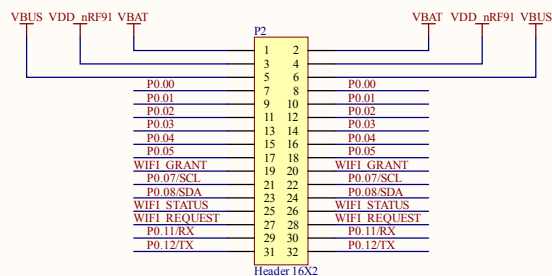 VBUS VDD_nRF91 VBAT VBAT VDD_nRF91 VBUS
P2
1 2
3 4
5 6
P0.00 7 8 P0.00
P0.01 9 10 P0.01
P0.02 11 12 P0.02
P0.03 13 14 P0.03
P0.04 15 16 P0.04
P0.05 17 18 P0.05
WIFI_GRANT 19 20 WIFI_GRANT
P0.07/SCL 21 22 P0.07/SCL
P0.08/SDA 23 24 P0.08/SDA
WIFI_STATUS 25 26 WIFI_STATUS
WIFI_REQUEST 27 28 WIFI_REQUEST
P0.11/RX 29 30 P0.11/RX
P0.12/TX 31 32 P0.12/TX
Header 16X2